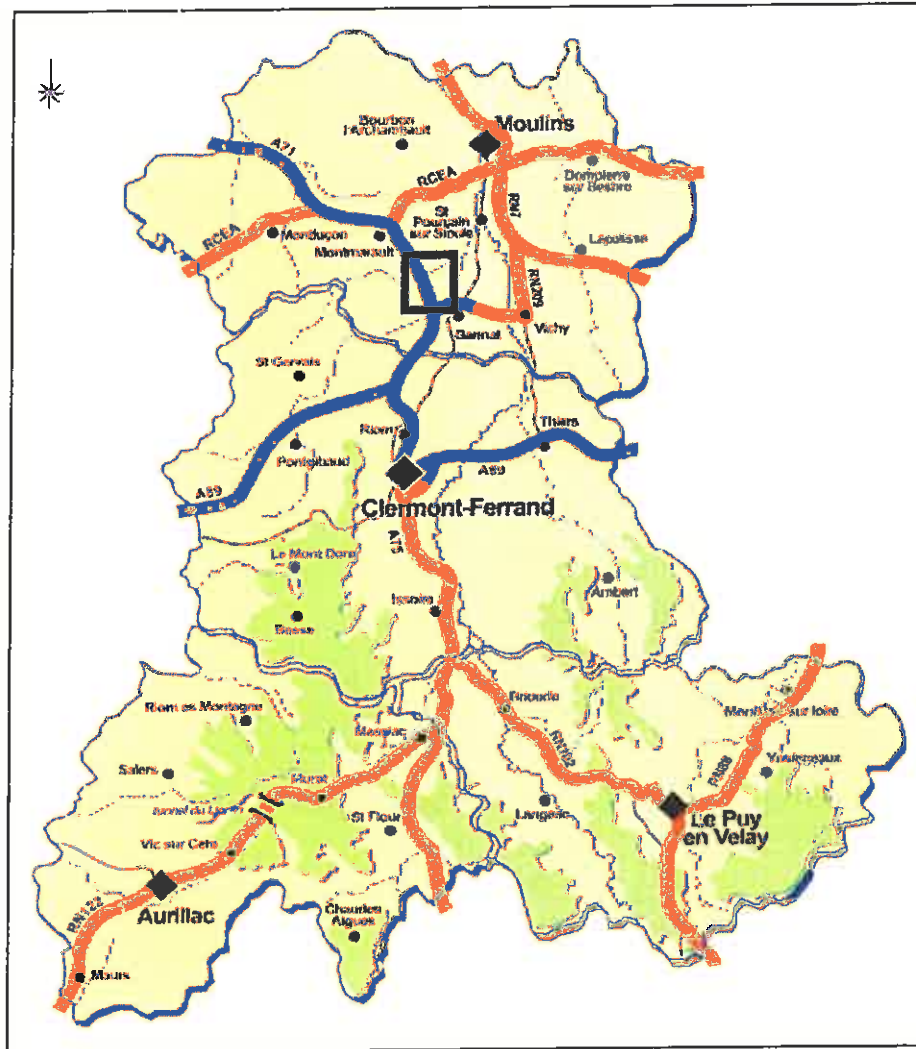 Moulins
Bourbon
l'Archambault
A71
RCEA
Dompierre
sur Besbre
RN7
St
Pourçain
sur Sioule
RCEA
Montluçon
Montmarault
Lapalisse
RN209
Gannat
Vichy
St Gervais
Riom
Thiers
Pontgibaud
A89
A89
Clermont-Ferrand
A75
Le Mont Dore
Ambert
Issoire
Besse
Brioude
Riom es Montagne
Massiac
RN102
RN88
Yssingeaux
Salers
Murat
Langeac
Le Puy
en Velay
St Flour
Vic sur Cère
Aurillac
RN122
Chaudes
Aigues
Maurs